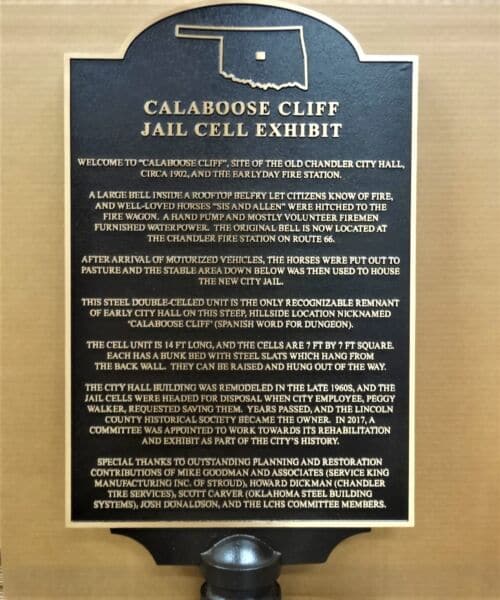 CALABOOSE CLIFF
JAIL CELL EXHIBIT
WELCOME TO "CALABOOSE CLIFF", SITE OF THE OLD CHANDLER CITY HALL,
CIRCA 1902, AND THE EARLYDAY FIRE STATION.
A LARGE BELL INSIDE A ROOFTOP BELFRY LET CITIZENS KNOW OF FIRE,
AND WELL-LOVED HORSES "SIS AND ALLEN" WERE HITCHED TO THE
FIRE WAGON. A HAND PUMP AND MOSTLY VOLUNTEER FIREMEN
FURNISHED WATERPOWER. THE ORIGINAL BELL IS NOW LOCATED AT
THE CHANDLER FIRE STATION ON ROUTE 66.
AFTER ARRIVAL OF MOTORIZED VEHICLES, THE HORSES WERE PUT OUT TO
PASTURE AND THE STABLE AREA DOWN BELOW WAS THEN USED TO HOUSE
THE NEW CITY JAIL.
THIS STEEL DOUBLE-CELLED UNIT IS THE ONLY RECOGNIZABLE REMNANT
OF EARLY CITY HALL ON THIS STEEP, HILLSIDE LOCATION NICKNAMED
'CALABOOSE CLIFF' (SPANISH WORD FOR DUNGEON).
THE CELL UNIT IS 14 FT LONG, AND THE CELLS ARE 7 FT BY 7 FT SQUARE.
EACH HAS A BUNK BED WITH STEEL SLATS WHICH HANG FROM
THE BACK WALL. THEY CAN BE RAISED AND HUNG OUT OF THE WAY.
THE CITY HALL BUILDING WAS REMODELED IN THE LATE 1960S, AND THE
JAIL CELLS WERE HEADED FOR DISPOSAL WHEN CITY EMPLOYEE, PEGGY
WALKER, REQUESTED SAVING THEM. YEARS PASSED, AND THE LINCOLN
COUNTY HISTORICAL SOCIETY BECAME THE OWNER. IN 2017, A
COMMITTEE WAS APPOINTED TO WORK TOWARDS ITS REHABILITATION
AND EXHIBIT AS PART OF THE CITY'S HISTORY.
SPECIAL THANKS TO OUTSTANDING PLANNING AND RESTORATION
CONTRIBUTIONS OF MIKE GOODMAN AND ASSOCIATES (SERVICE KING
MANUFACTURING INC. OF STROUD), HOWARD DICKMAN (CHANDLER
TIRE SERVICES), SCOTT CARVER (OKLAHOMA STEEL BUILDING
SYSTEMS), JOSH DONALDSON, AND THE LCHS COMMITTEE MEMBERS.